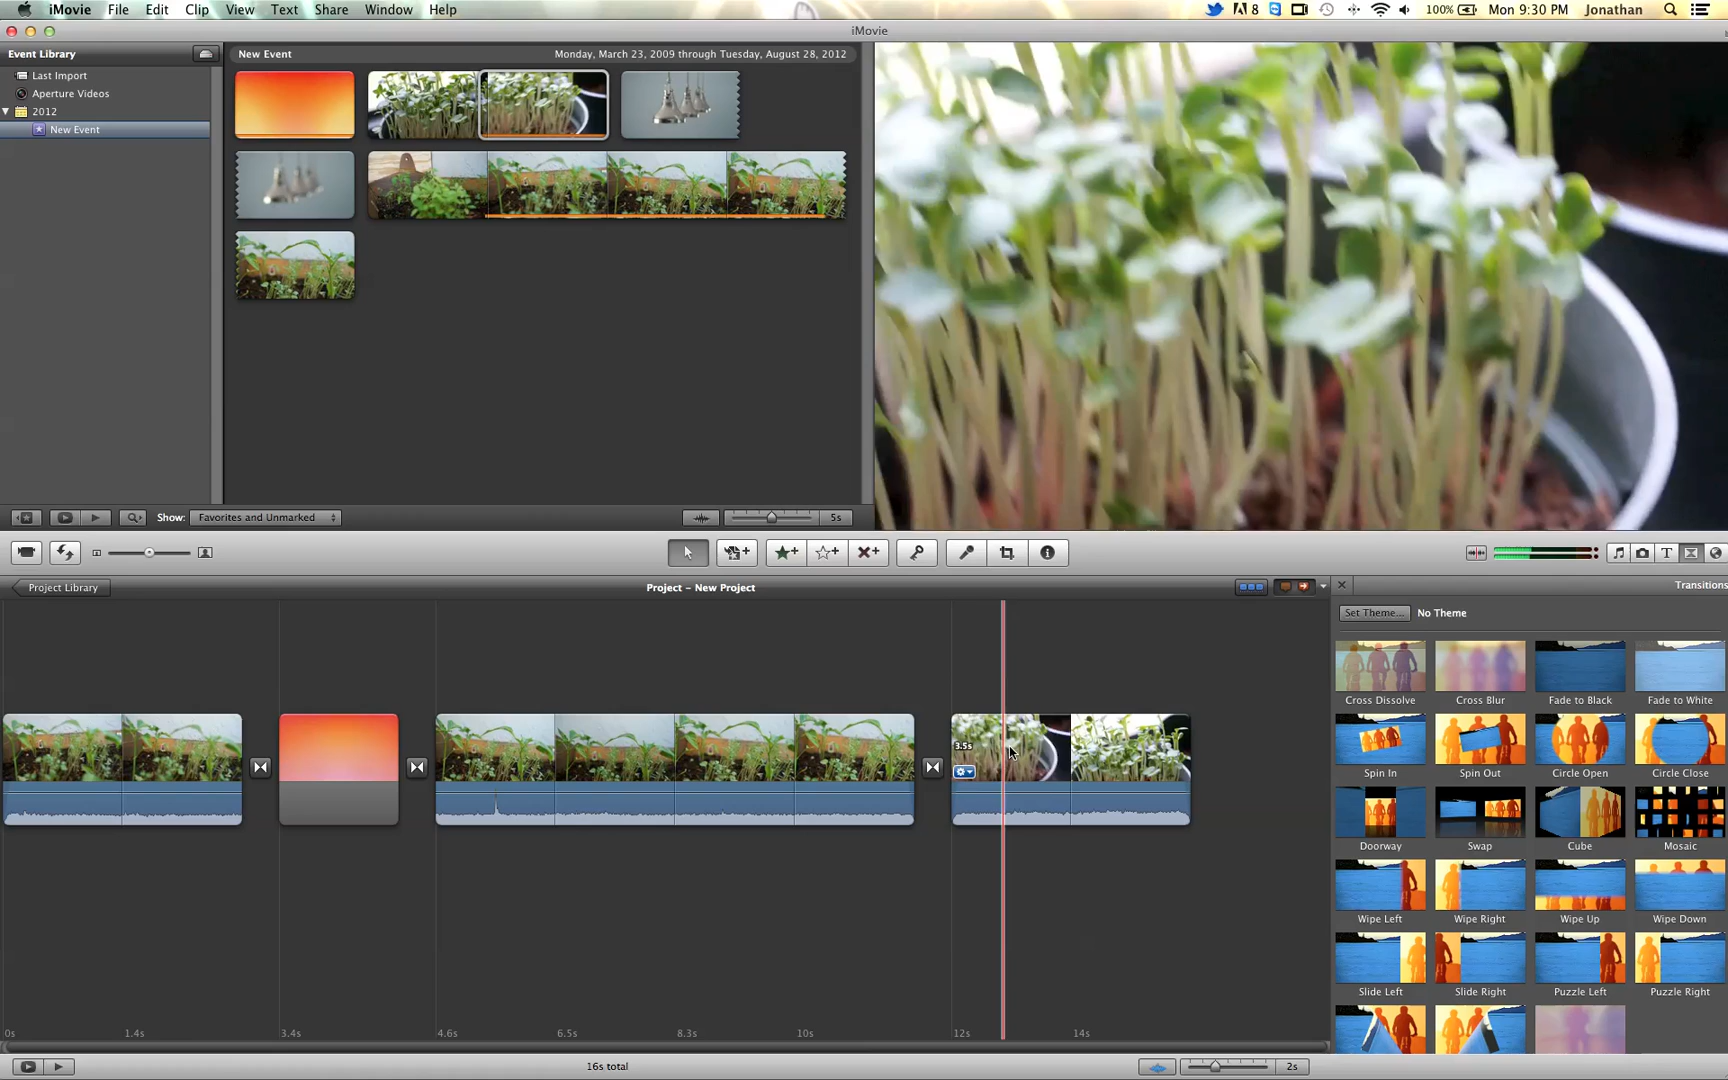 iMovie File Edit Clip View Text Share Window Help 8 100% Mon 9:30 PM Jonathan
iMovie
Event Library
Last Import
Aperture Videos
2012
New Event
New Event Monday, March 23, 2009 through Tuesday, August 28, 2012
Show: Favorites and Unmarked 5s
Project Library
Project – New Project
Transitions
Set Theme... No Theme
Cross Dissolve Cross Blur Fade to Black Fade to White
Spin In Spin Out Circle Open Circle Close
Doorway Swap Cube Mosaic
Wipe Left Wipe Right Wipe Up Wipe Down
Slide Left Slide Right Puzzle Left Puzzle Right
3.5s
0s 1.4s 3.4s 4.6s 6.5s 8.3s 10s 12s 14s
16s total 2s